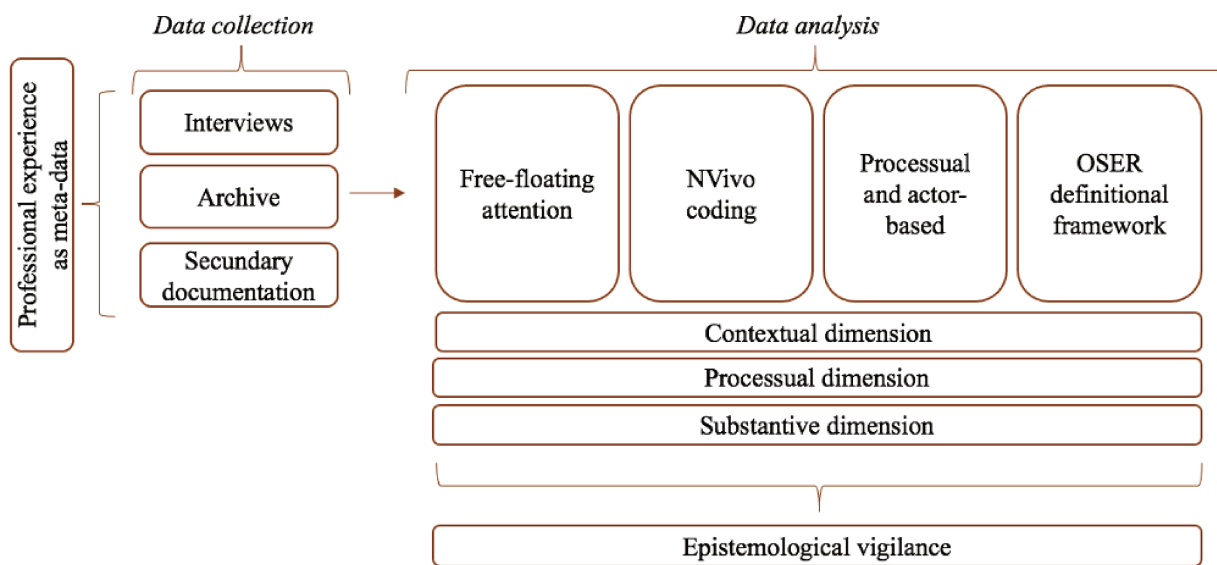 Data collection
Data analysis
Professional experience
as meta-data
Interviews
Archive
Secundary
documentation
Free-floating
attention
NVivo
coding
Processual
and actor-
based
OSER
definitional
framework
Contextual dimension
Processual dimension
Substantive dimension
Epistemological vigilance